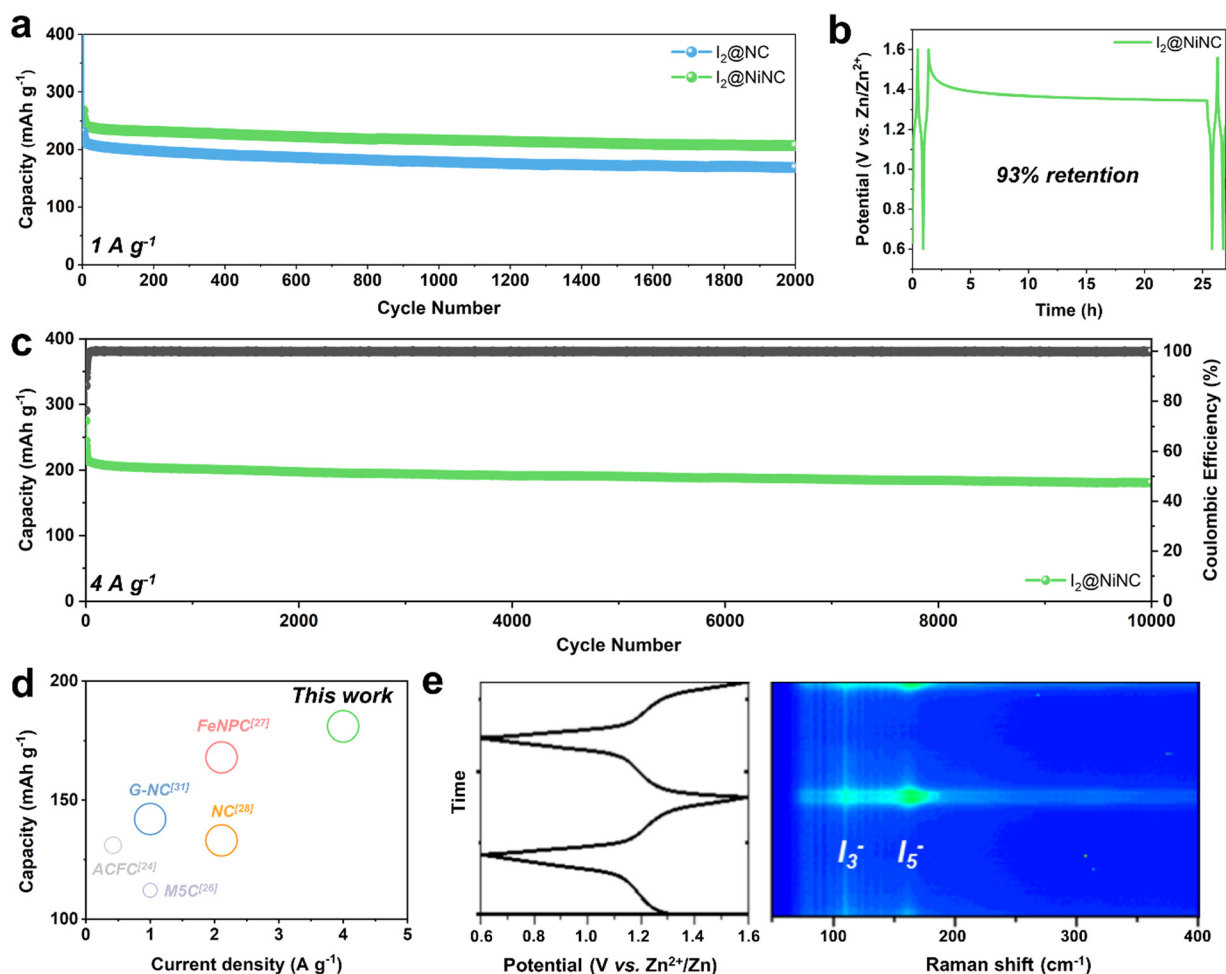 a
400
300
200
100
0
Capacity (mAh g⁻¹)
I₂@NC
I₂@NiNC
1 A g⁻¹
200 400 600 800 1000 1200 1400 1600 1800 2000
Cycle Number
b
1.6
1.4
1.2
1.0
0.8
0.6
Potential (V vs. Zn/Zn²⁺)
I₂@NiNC
93% retention
0 5 10 15 20 25
Time (h)
c
400
300
200
100
0
Capacity (mAh g⁻¹)
100
80
60
40
20
0
Coulombic Efficiency (%)
4 A g⁻¹
I₂@NiNC
0 2000 4000 6000 8000 10000
Cycle Number
d
200
150
100
Capacity (mAh g⁻¹)
This work
FeNPC[27]
G-NC[31]
NC[28]
ACFC[24]
M5C[26]
0 1 2 3 4 5
Current density (A g⁻¹)
e
Time
0.6 0.8 1.0 1.2 1.4 1.6
Potential (V vs. Zn²⁺/Zn)
I₃⁻ I₅⁻
50 100 200 300 400
Raman shift (cm⁻¹)